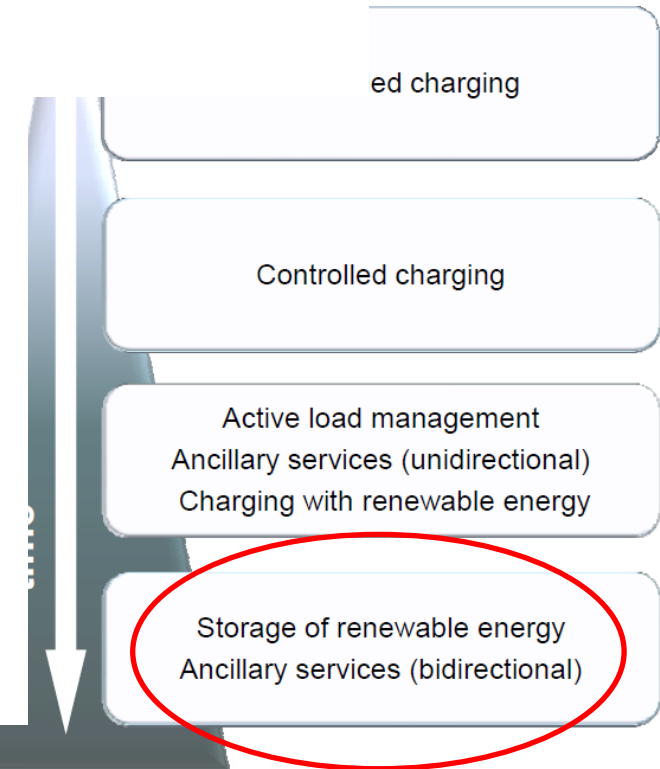 ed charging
Controlled charging
Active load management
Ancillary services (unidirectional)
Charging with renewable energy
Storage of renewable energy
Ancillary services (bidirectional)